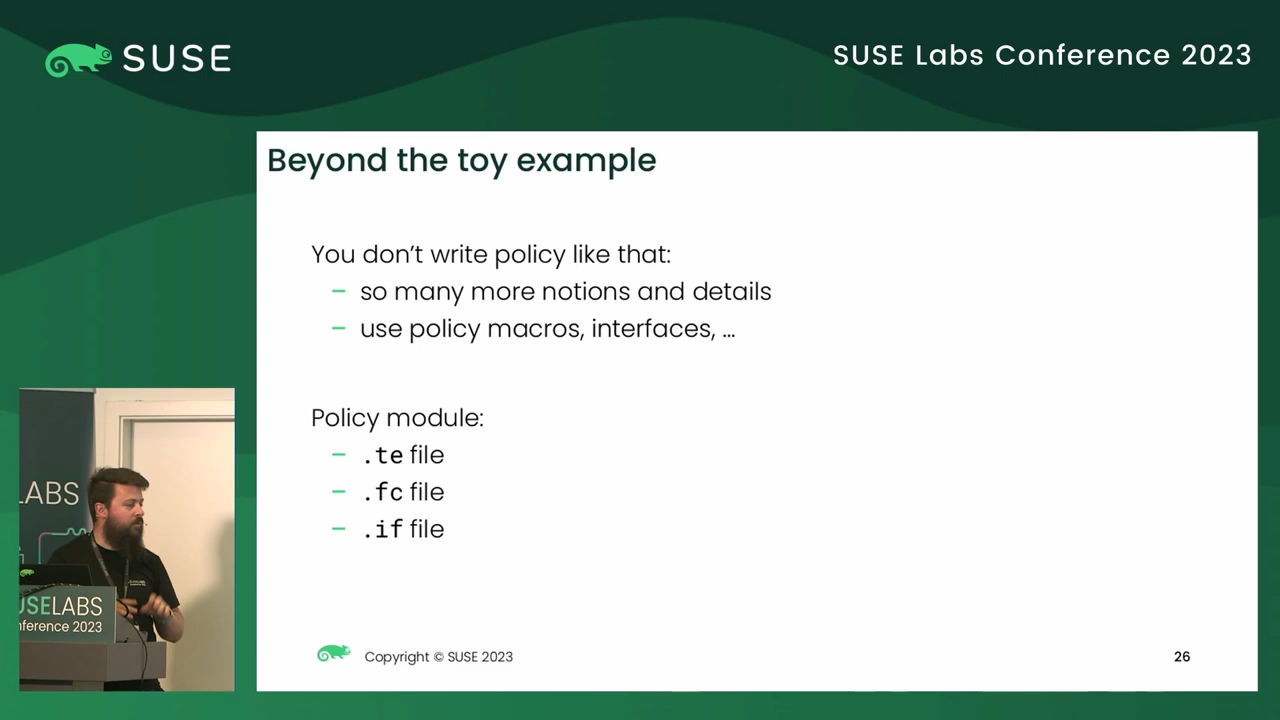 SUSE
SUSE Labs Conference 2023
Beyond the toy example
You don’t write policy like that:
– so many more notions and details
– use policy macros, interfaces, …
Policy module:
– .te file
– .fc file
– .if file
Copyright © SUSE 2023
26
LABS
USELABS
nference 2023